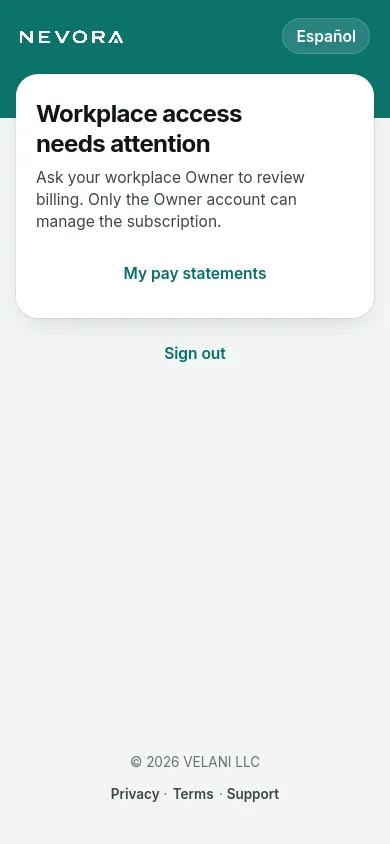 NEVORA
Español
Workplace access
needs attention
Ask your workplace Owner to review
billing. Only the Owner account can
manage the subscription.
My pay statements
Sign out
© 2026 VELANI LLC
Privacy · Terms · Support